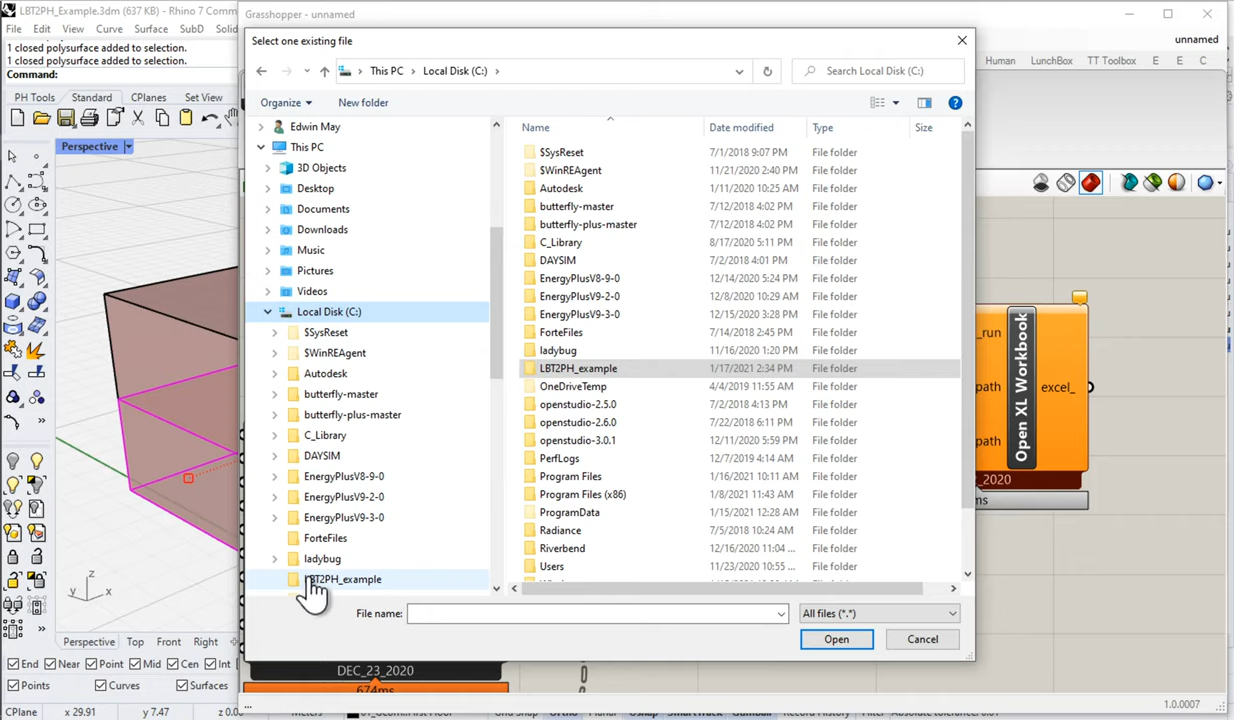 LBT2PH_Example.3dm (637 KB) - Rhino 7 Comm
File Edit View Curve Surface SubD Solid
1 closed polysurface added to selection.
1 closed polysurface added to selection.
Command:
PH Tools Standard CPlanes Set View
Perspective
Grasshopper - unnamed
unnamed
Human LunchBox TT Toolbox E E C
Select one existing file
This PC > Local Disk (C:) >
Search Local Disk (C:)
Organize New folder
Edwin May
This PC
3D Objects
Desktop
Documents
Downloads
Music
Pictures
Videos
Local Disk (C:)
$SysReset
$WinREAgent
Autodesk
butterfly-master
butterfly-plus-master
C_Library
DAYSIM
EnergyPlusV8-9-0
EnergyPlusV9-2-0
EnergyPlusV9-3-0
ForteFiles
ladybug
LBT2PH_example
Name Date modified Type Size
$SysReset 7/1/2018 9:07 PM File folder
$WinREAgent 11/21/2020 2:40 PM File folder
Autodesk 1/11/2020 10:25 AM File folder
butterfly-master 7/12/2018 4:02 PM File folder
butterfly-plus-master 7/12/2018 4:02 PM File folder
C_Library 8/17/2020 5:11 PM File folder
DAYSIM 7/2/2018 4:01 PM File folder
EnergyPlusV8-9-0 12/14/2020 5:24 PM File folder
EnergyPlusV9-2-0 12/8/2020 10:29 AM File folder
EnergyPlusV9-3-0 12/15/2020 3:28 PM File folder
ForteFiles 7/14/2018 2:45 PM File folder
ladybug 11/16/2020 1:20 PM File folder
LBT2PH_example 1/17/2021 2:34 PM File folder
OneDriveTemp 4/4/2019 11:55 AM File folder
openstudio-2.5.0 7/2/2018 4:13 PM File folder
openstudio-2.6.0 7/22/2018 6:11 PM File folder
openstudio-3.0.1 12/11/2020 5:59 PM File folder
PerfLogs 12/7/2019 4:14 AM File folder
Program Files 1/16/2021 10:11 AM File folder
Program Files (x86) 1/8/2021 11:43 AM File folder
ProgramData 1/15/2021 12:28 AM File folder
Radiance 7/5/2018 10:24 AM File folder
Riverbend 12/16/2020 11:04 ... File folder
Users 11/23/2020 10:55 ... File folder
File name: All files (*.*)
Open Cancel
_run
path
path
Open XL Workbook
excel_
3_2020
ms
DEC_23_2020
674ms
z
y x
Perspective Top Front Right
End Near Point Mid Cen Int
Points Curves Surfaces
CPlane x 29.91 y 7.47 z 0.00
... 1.0.0007